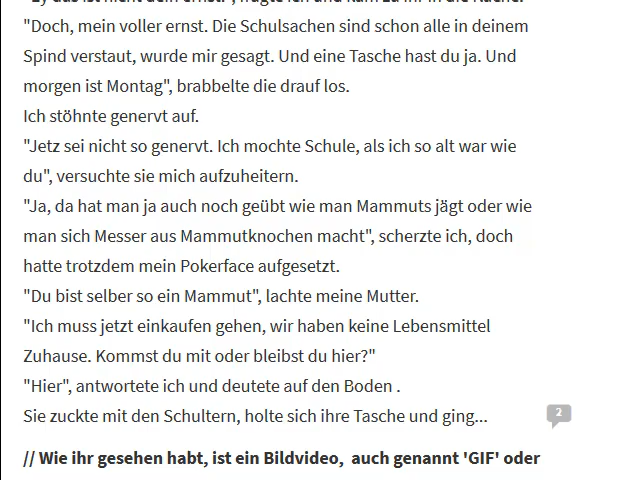 "Doch, mein voller ernst. Die Schulsachen sind schon alle in deinem
Spind verstaut, wurde mir gesagt. Und eine Tasche hast du ja. Und
morgen ist Montag", brabbelte die drauf los.
Ich stöhnte genervt auf.
"Jetz sei nicht so genervt. Ich mochte Schule, als ich so alt war wie
du", versuchte sie mich aufzuheitern.
"Ja, da hat man ja auch noch geübt wie man Mammuts jägt oder wie
man sich Messer aus Mammutknochen macht", scherzte ich, doch
hatte trotzdem mein Pokerface aufgesetzt.
"Du bist selber so ein Mammut", lachte meine Mutter.
"Ich muss jetzt einkaufen gehen, wir haben keine Lebensmittel
Zuhause. Kommst du mit oder bleibst du hier?"
"Hier", antwortete ich und deutete auf den Boden .
Sie zuckte mit den Schultern, holte sich ihre Tasche und ging...
2
// Wie ihr gesehen habt, ist ein Bildvideo,  auch genannt 'GIF' oder